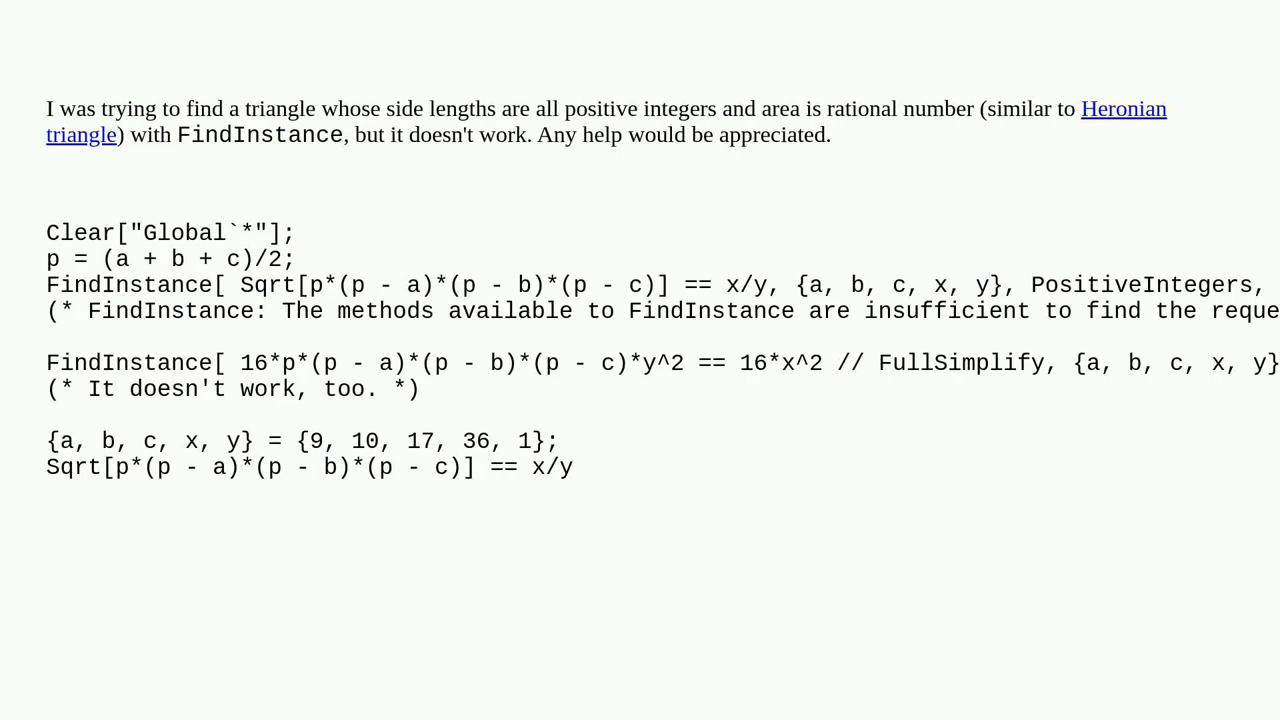 I was trying to find a triangle whose side lengths are all positive integers and area is rational number (similar to Heronian
triangle) with FindInstance, but it doesn't work. Any help would be appreciated.
Clear["Global`*"];
p = (a + b + c)/2;
FindInstance[ Sqrt[p*(p - a)*(p - b)*(p - c)] == x/y, {a, b, c, x, y}, PositiveIntegers,
(* FindInstance: The methods available to FindInstance are insufficient to find the reque
FindInstance[ 16*p*(p - a)*(p - b)*(p - c)*y^2 == 16*x^2 // FullSimplify, {a, b, c, x, y}
(* It doesn't work, too. *)
{a, b, c, x, y} = {9, 10, 17, 36, 1};
Sqrt[p*(p - a)*(p - b)*(p - c)] == x/y